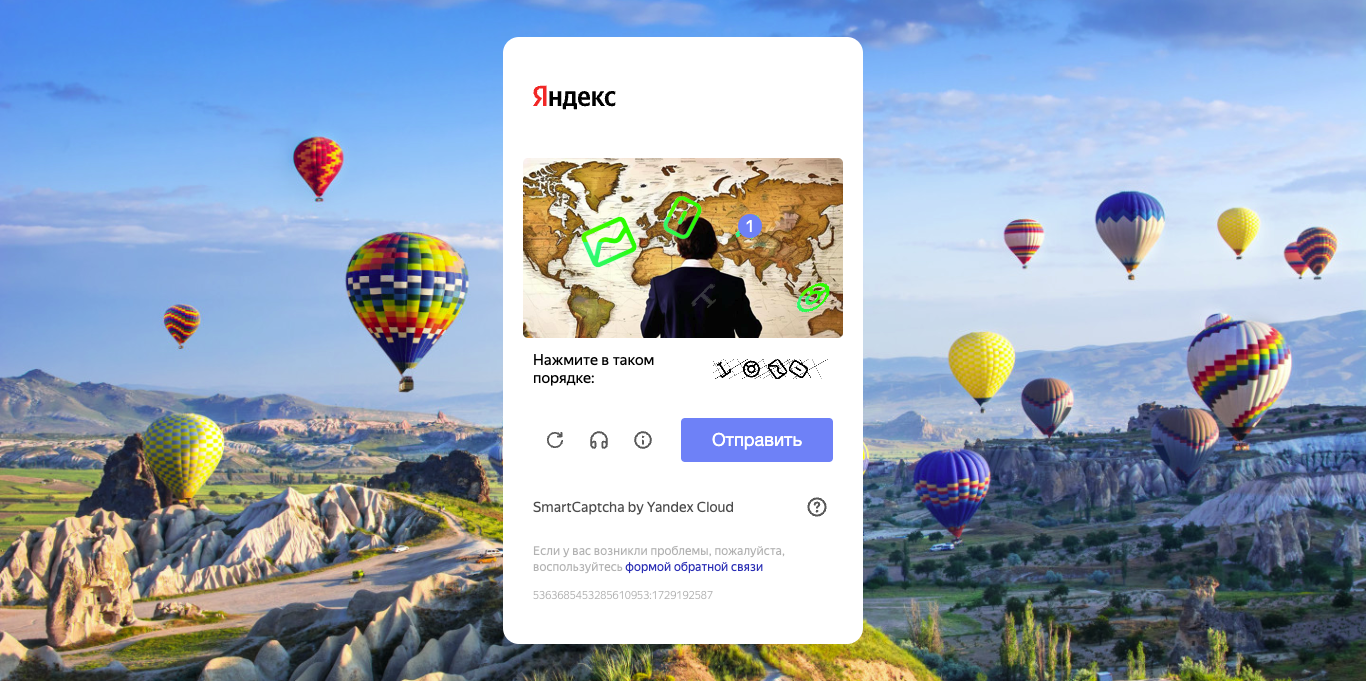 Яндекс
1
Нажмите в таком
порядке:
Отправить
SmartCaptcha by Yandex Cloud
Если у вас возникли проблемы, пожалуйста,
воспользуйтесь формой обратной связи
5363685453285610953:1729192587